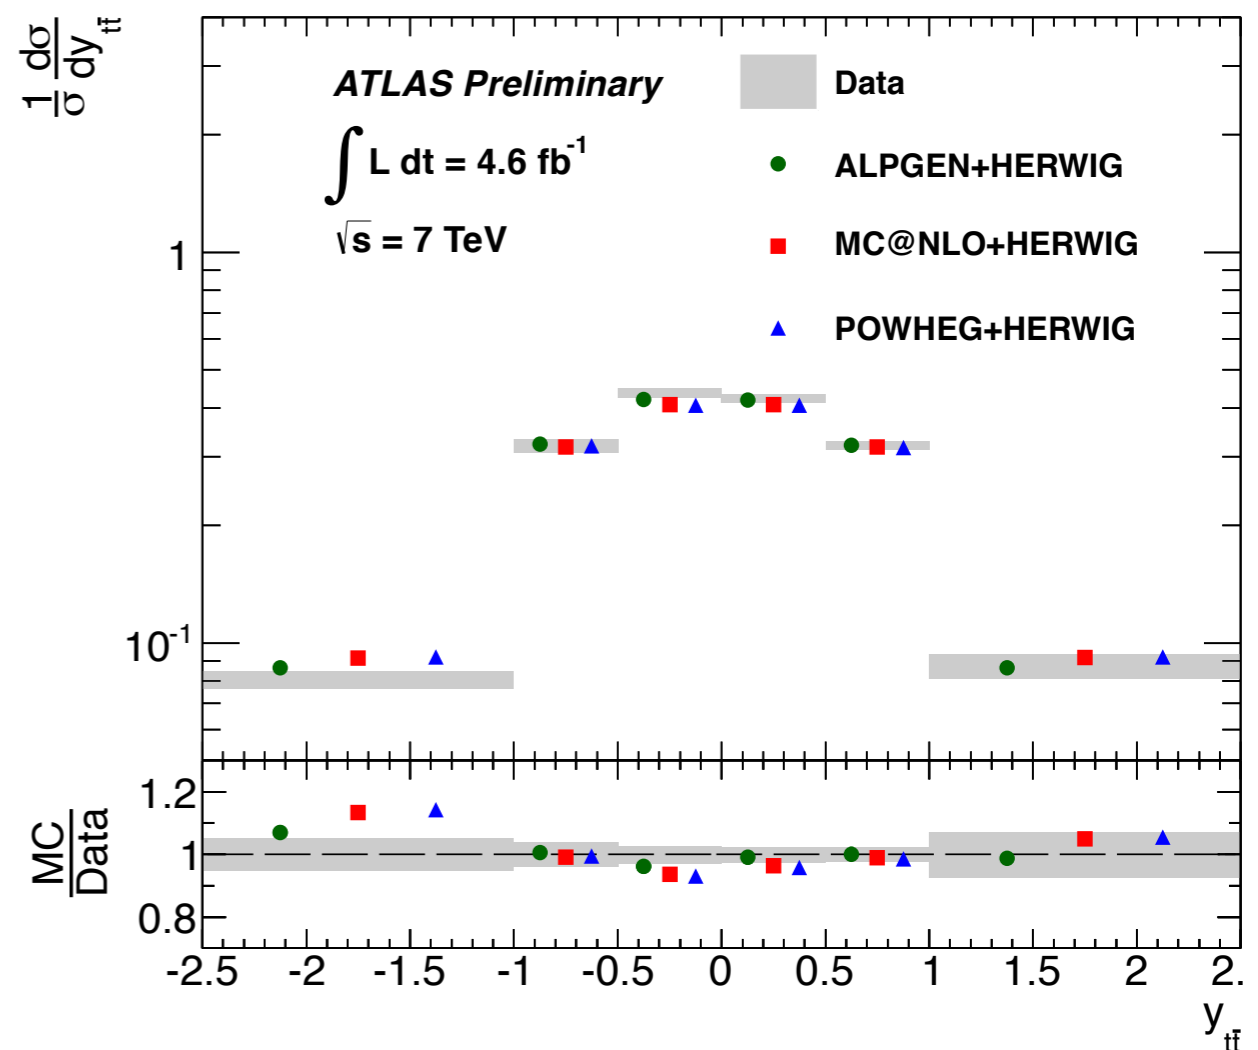 1/σ dσ/dy_tt̄
ATLAS Preliminary
∫ L dt = 4.6 fb⁻¹
√s = 7 TeV
Data
ALPGEN+HERWIG
MC@NLO+HERWIG
POWHEG+HERWIG
1
10⁻¹
MC/Data
1.2
1
0.8
-2.5 -2 -1.5 -1 -0.5 0 0.5 1 1.5 2 2.
y_tt̄